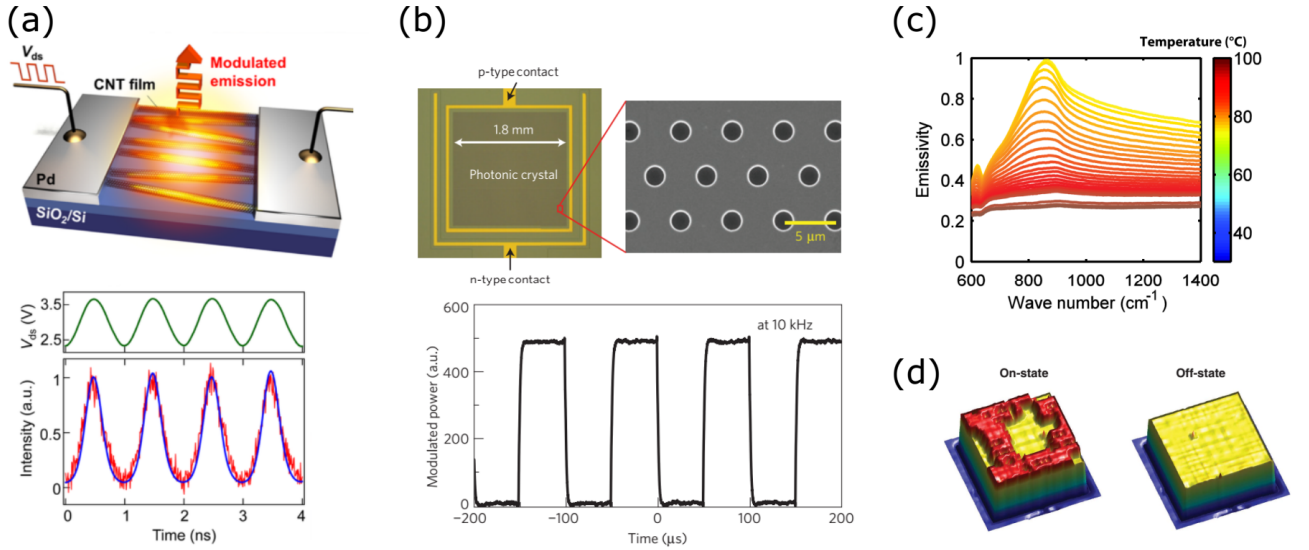 (a)
V_ds
CNT film
Modulated
emission
Pd
SiO₂/Si
V_ds (V)
3.5
2.5
Intensity (a.u.)
1
0.5
0
0 1 2 3 4
Time (ns)
(b)
p-type contact
1.8 mm
Photonic crystal
n-type contact
5 μm
Modulated power (a.u.)
600
400
200
0
at 10 kHz
−200 -100 0 100 200
Time (μs)
(c)
Temperature (°C)
Emissivity
1
0.8
0.6
0.4
0.2
0
600 800 1000 1200 1400
Wave number (cm⁻¹)
100
80
60
40
(d)
On-state
Off-state